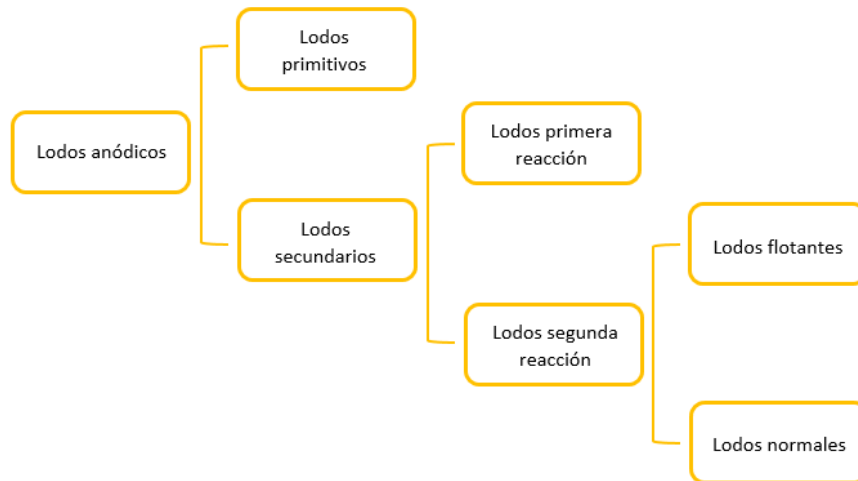 Lodos
primitivos
Lodos anódicos
Lodos primera
reacción
Lodos
secundarios
Lodos flotantes
Lodos segunda
reacción
Lodos normales